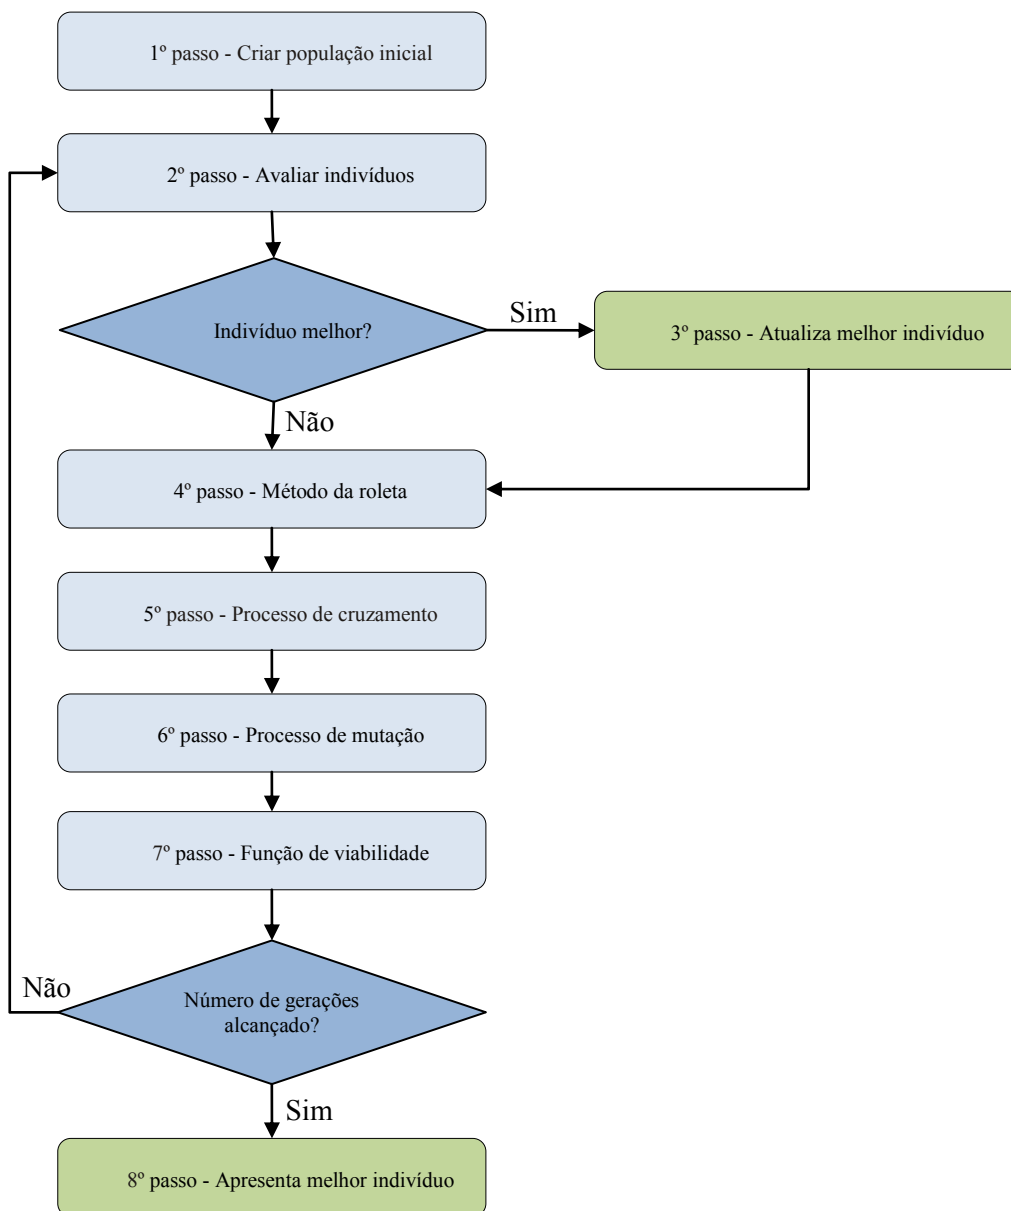 1º passo - Criar população inicial
2º passo - Avaliar indivíduos
Indivíduo melhor?
Sim
3º passo - Atualiza melhor indivíduo
Não
4º passo - Método da roleta
5º passo - Processo de cruzamento
6º passo - Processo de mutação
7º passo - Função de viabilidade
Não
Número de gerações
alcançado?
Sim
8º passo - Apresenta melhor indivíduo